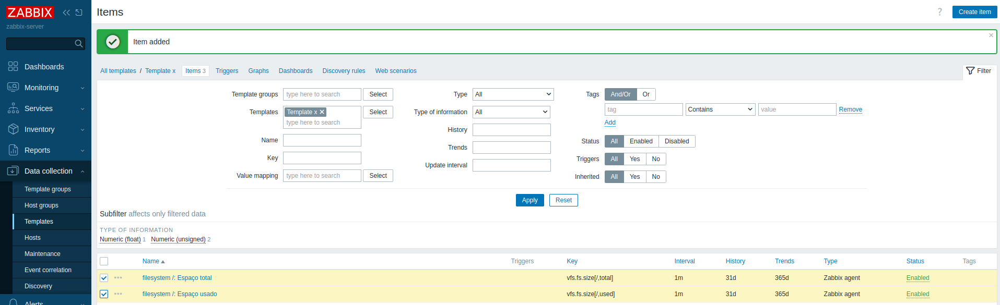 ZABBIX
zabbix-server
Dashboards
Monitoring
Services
Inventory
Reports
Data collection
Template groups
Host groups
Templates
Hosts
Maintenance
Event correlation
Discovery
Alerts
Items
?
Create item
Item added
All templates / Template x Items 3 Triggers Graphs Dashboards Discovery rules Web scenarios
Filter
Template groups type here to search Select
Templates Template x Select
type here to search
Name
Key
Value mapping type here to search Select
Type All
Type of information All
History
Trends
Update interval
Tags And/Or Or
tag Contains value Remove
Add
Status All Enabled Disabled
Triggers All Yes No
Inherited All Yes No
Apply Reset
Subfilter affects only filtered data
TYPE OF INFORMATION
Numeric (float) 1 Numeric (unsigned) 2
Name Triggers Key Interval History Trends Type Status Tags
filesystem /: Espaço total vfs.fs.size[/,total] 1m 31d 365d Zabbix agent Enabled
filesystem /: Espaço usado vfs.fs.size[/,used] 1m 31d 365d Zabbix agent Enabled